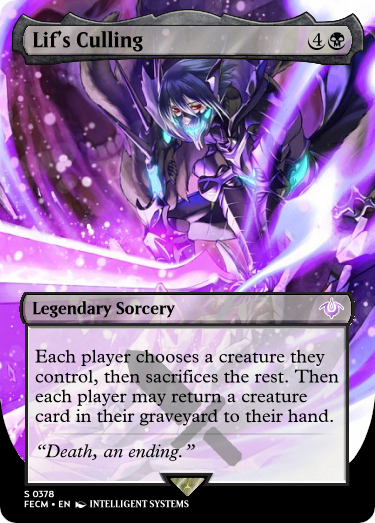 Lif's Culling 4
Legendary Sorcery
Each player chooses a creature they
control, then sacrifices the rest. Then
each player may return a creature
card in their graveyard to their hand.
“Death, an ending.”
S 0378
FECM • EN INTELLIGENT SYSTEMS